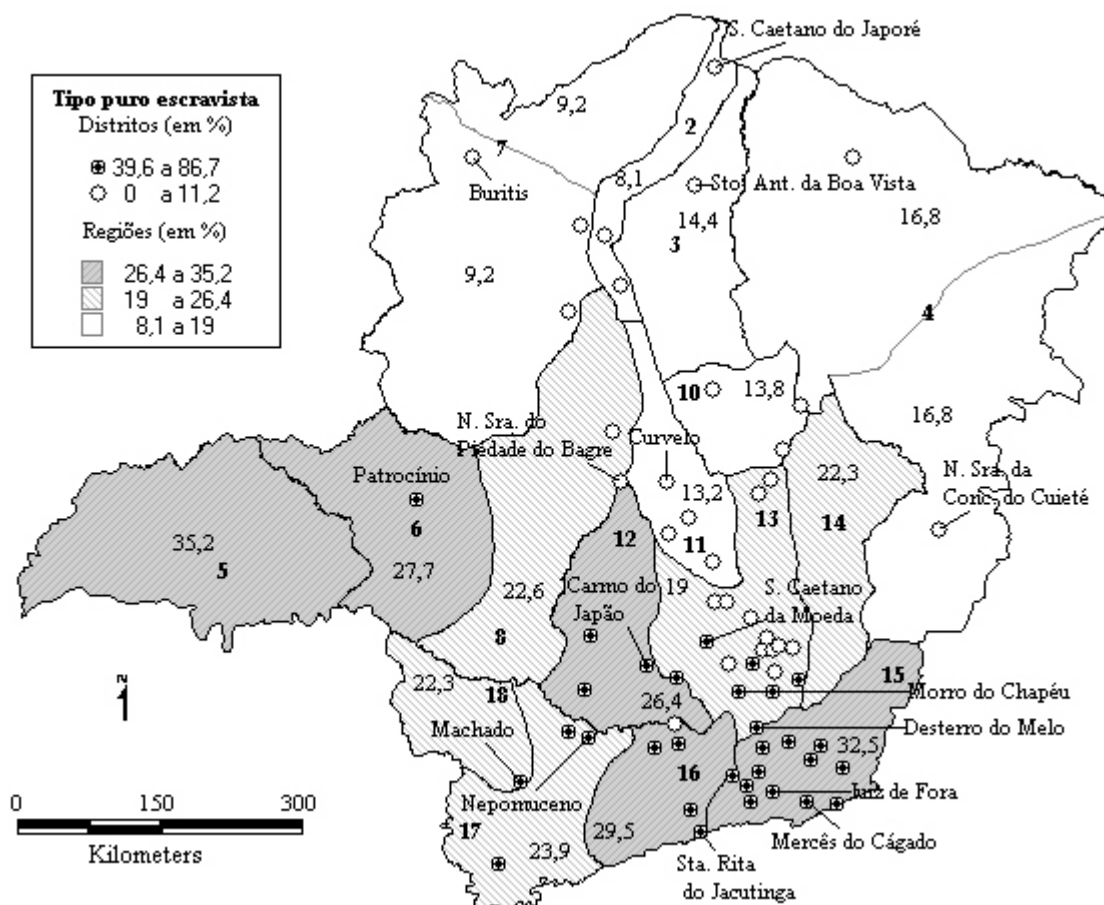 S. Caetano do Japoré
Tipo puro escravista
Distritos (em %)
39,6 a 86,7
0 a 11,2
Regiões (em %)
26,4 a 35,2
19 a 26,4
8,1 a 19
9,2
7
2
Buritis
8,1
Sto. Ant. da Boa Vista
14,4
3
16,8
9,2
4
10
13,8
16,8
N. Sra. do
Piedade do Bagre
Curvelo
Patrocínio
6
13,2
11
13
22,3
14
N. Sra. da
Conc. do Cuieté
35,2
5
27,7
12
22,6
Carmo do
Japão
19
S. Caetano
da Moeda
8
15
N
22,3
18
26,4
Morro do Chapéu
Machado
Desterro do Melo
32,5
16
Nepomuceno
Juiz de Fora
0 150 300
Kilometers
17
23,9
29,5
Mercês do Cágado
Sta. Rita
do Jacutinga